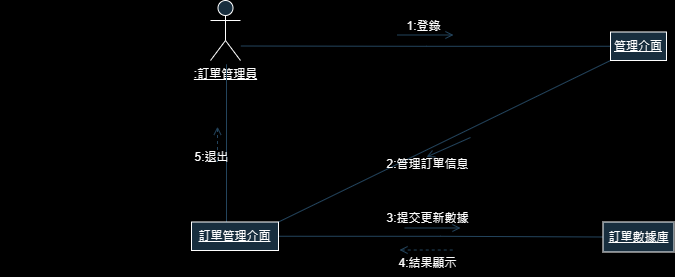 1:登錄
管理介面
:訂單管理員
5:退出
2:管理訂單信息
3:提交更新數據
訂單管理介面
訂單數據庫
4:結果顯示